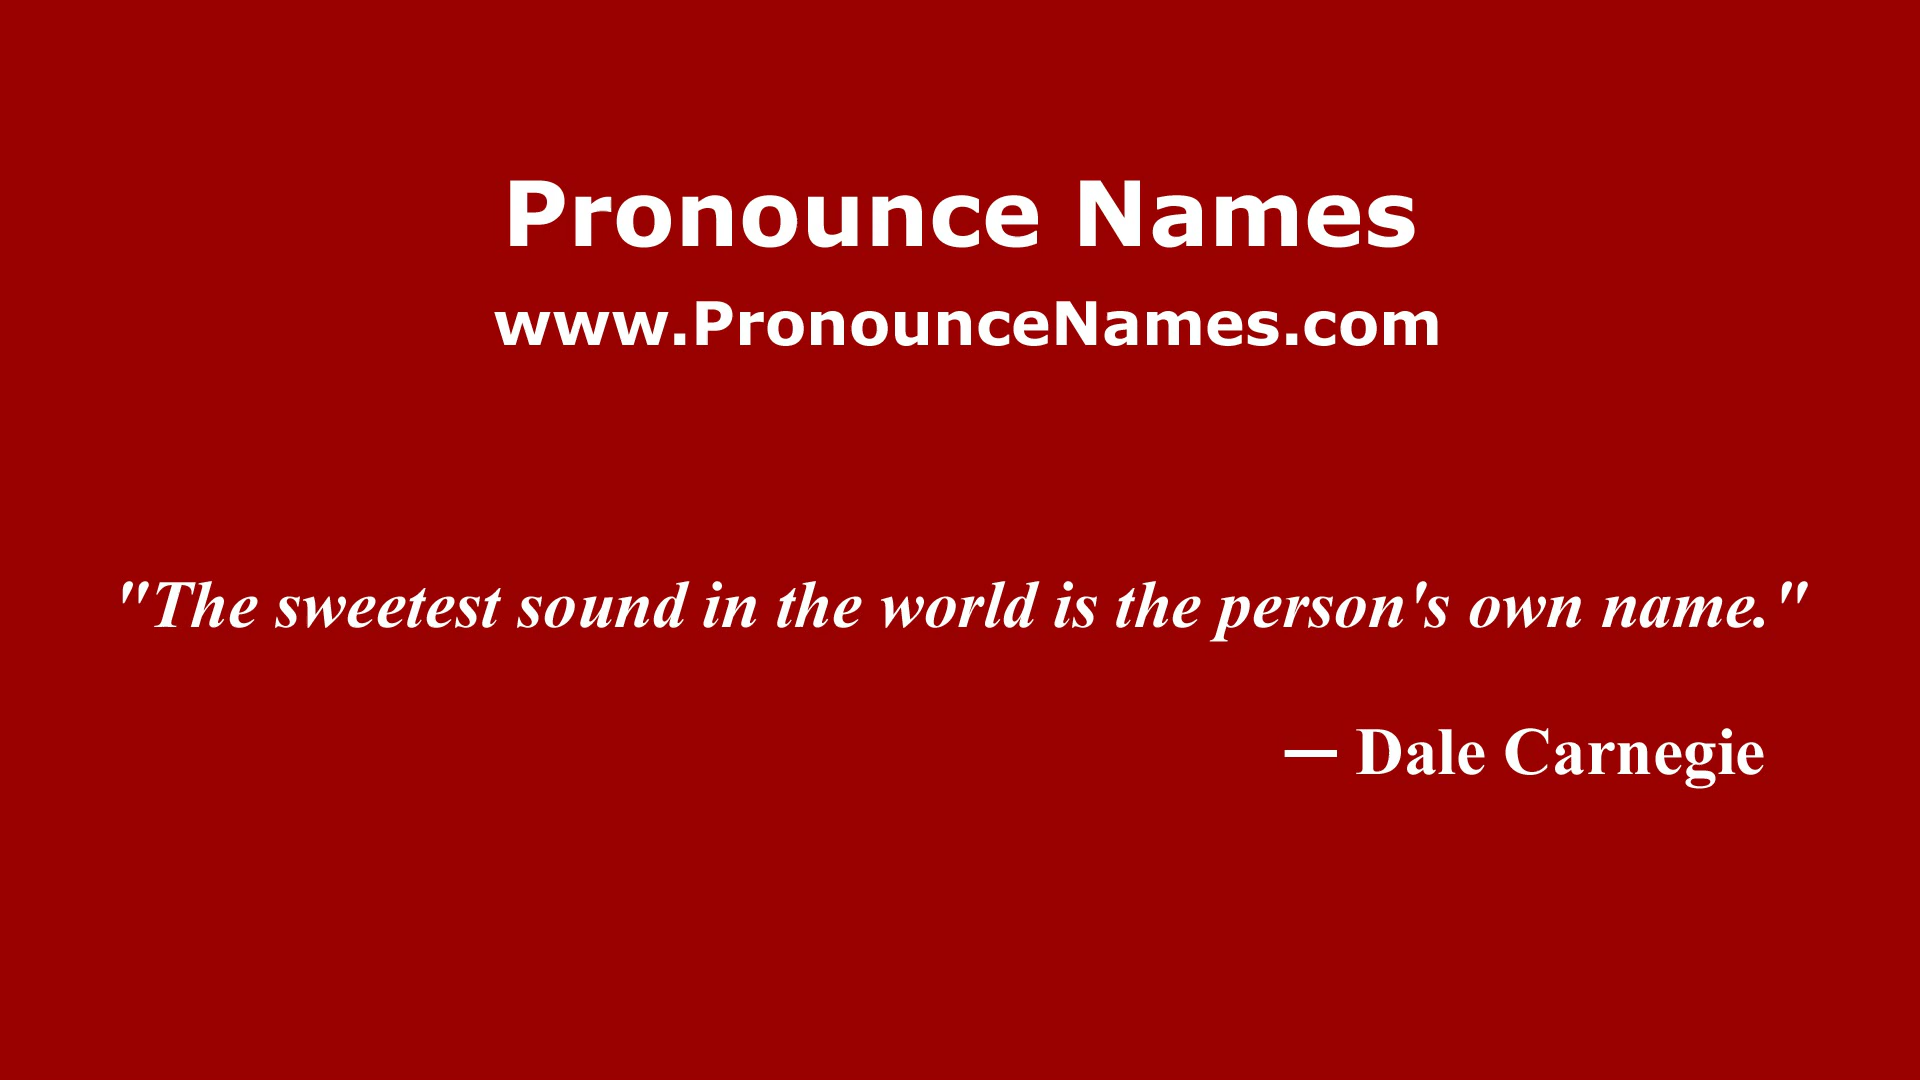 Pronounce Names
www.PronounceNames.com
"The sweetest sound in the world is the person's own name."
— Dale Carnegie